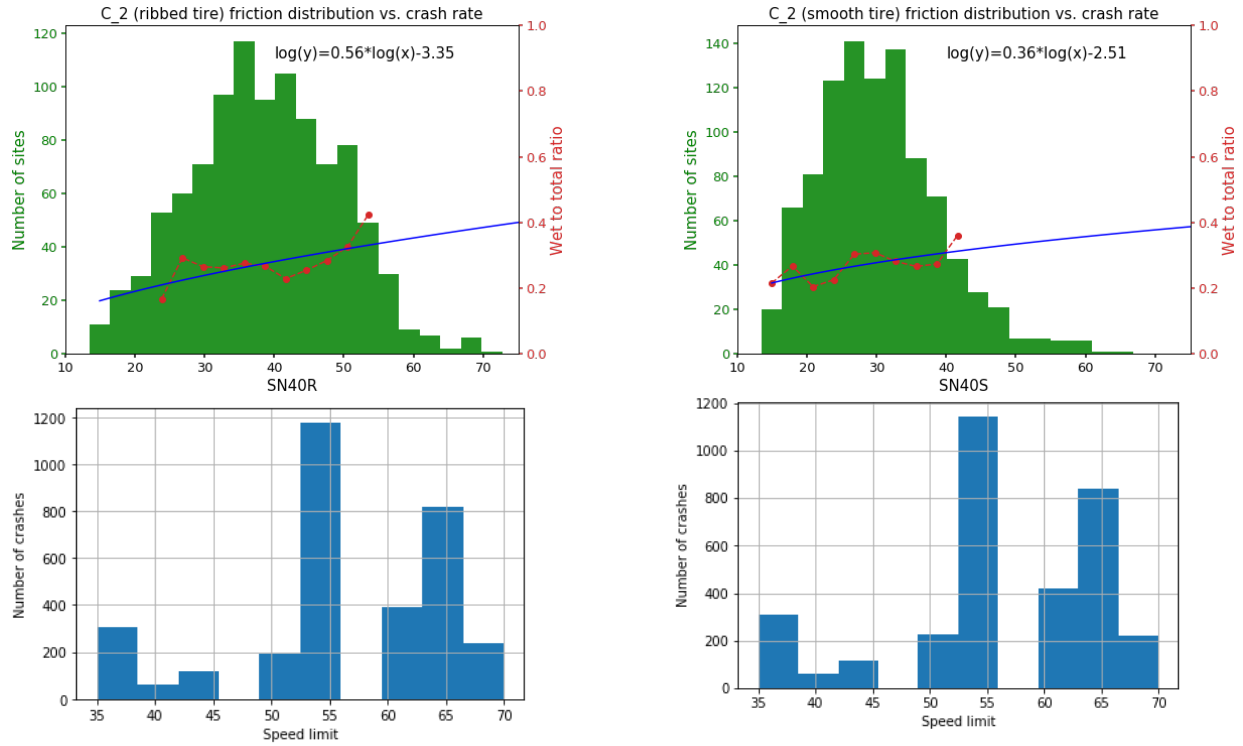 C_2 (ribbed tire) friction distribution vs. crash rate
log(y)=0.56*log(x)-3.35
Number of sites
120
100
80
60
40
20
0
1.0
0.8
0.6
0.4
0.2
0.0
Wet to total ratio
10 20 30 40 50 60 70
SN40R
C_2 (smooth tire) friction distribution vs. crash rate
log(y)=0.36*log(x)-2.51
Number of sites
140
120
100
80
60
40
20
0
1.0
0.8
0.6
0.4
0.2
0.0
Wet to total ratio
10 20 30 40 50 60 70
SN40S
Number of crashes
1200
1000
800
600
400
200
0
35 40 45 50 55 60 65 70
Speed limit
Number of crashes
1200
1000
800
600
400
200
0
35 40 45 50 55 60 65 70
Speed limit